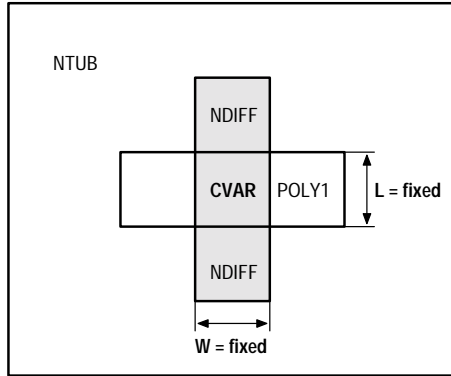 NTUB
NDIFF
CVAR POLY1 L = fixed
NDIFF
W = fixed